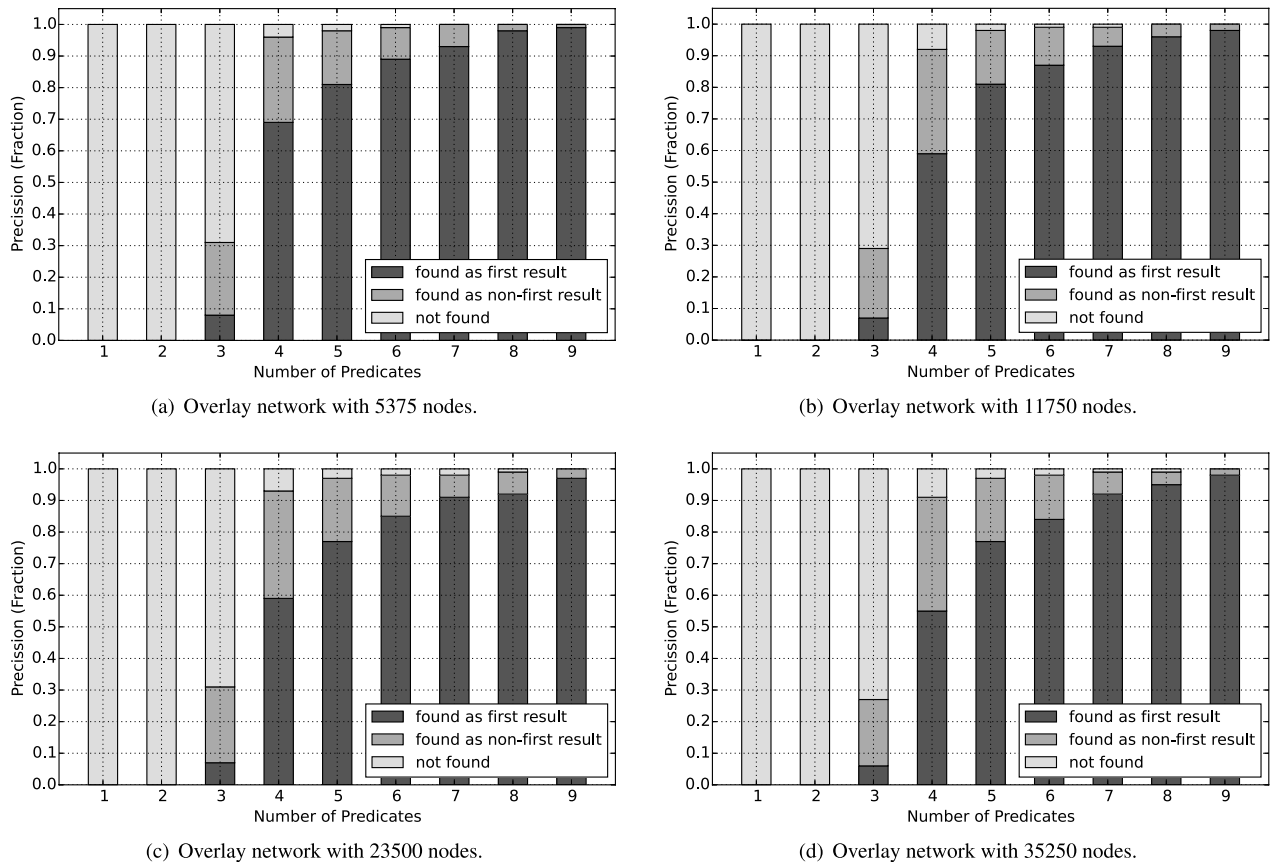 1.0
0.9
0.8
0.7
0.6
0.5
0.4
0.3
0.2
0.1
0.0
Precission (Fraction)
found as first result
found as non-first result
not found
1 2 3 4 5 6 7 8 9
Number of Predicates
(a) Overlay network with 5375 nodes.
1.0
0.9
0.8
0.7
0.6
0.5
0.4
0.3
0.2
0.1
0.0
Precission (Fraction)
found as first result
found as non-first result
not found
1 2 3 4 5 6 7 8 9
Number of Predicates
(b) Overlay network with 11750 nodes.
1.0
0.9
0.8
0.7
0.6
0.5
0.4
0.3
0.2
0.1
0.0
Precission (Fraction)
found as first result
found as non-first result
not found
1 2 3 4 5 6 7 8 9
Number of Predicates
(c) Overlay network with 23500 nodes.
1.0
0.9
0.8
0.7
0.6
0.5
0.4
0.3
0.2
0.1
0.0
Precission (Fraction)
found as first result
found as non-first result
not found
1 2 3 4 5 6 7 8 9
Number of Predicates
(d) Overlay network with 35250 nodes.